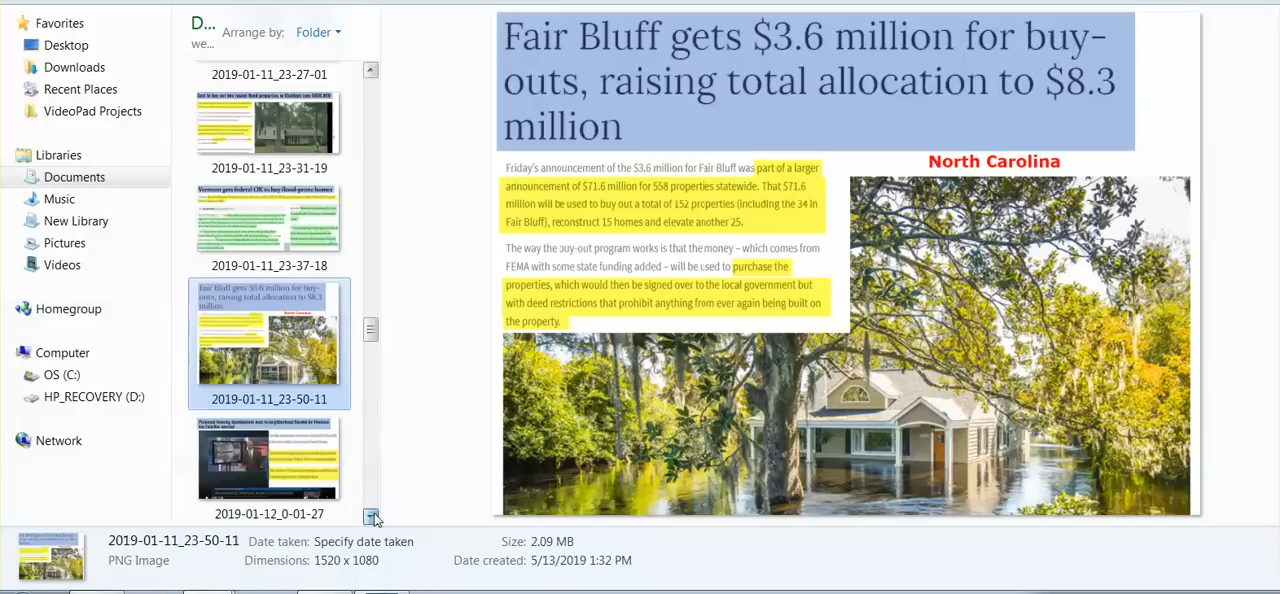 Favorites
Desktop
Downloads
Recent Places
VideoPad Projects
Libraries
Documents
Music
My Library
Pictures
Videos
Homegroup
Computer
OS (C:)
HP_RECOVERY (D:)
Network
D...
we...
Arrange by: Folder
2019-01-11_23-27-01
2019-01-11_23-31-19
Vermont gets federal OK to buy flood-prone homes
2019-01-11_23-37-18
Fair Bluff gets $3.6 million for buy-
outs, raising total allocation to $8.3
million
2019-01-11_23-50-11
2019-01-12_0-01-27
Fair Bluff gets $3.6 million for buy-
outs, raising total allocation to $8.3
million
Friday's announcement of the $3.6 million for Fair Bluff was part of a larger
announcement of $71.6 million for 558 properties statewide. That $71.6
million will be used to buy out a total of 152 properties (including the 34 in
Fair Bluff), reconstruct 15 homes and elevate another 25.
The way the buy-out program works is that the money – which comes from
FEMA with some state funding added – will be used to purchase the
properties, which would then be signed over to the local government but
with deed restrictions that prohibit anything from ever again being built on
the property.
North Carolina
2019-01-11_23-50-11
Date taken: Specify date taken
Size: 2.09 MB
PNG Image
Dimensions: 1520 x 1080
Date created: 5/13/2019 1:32 PM